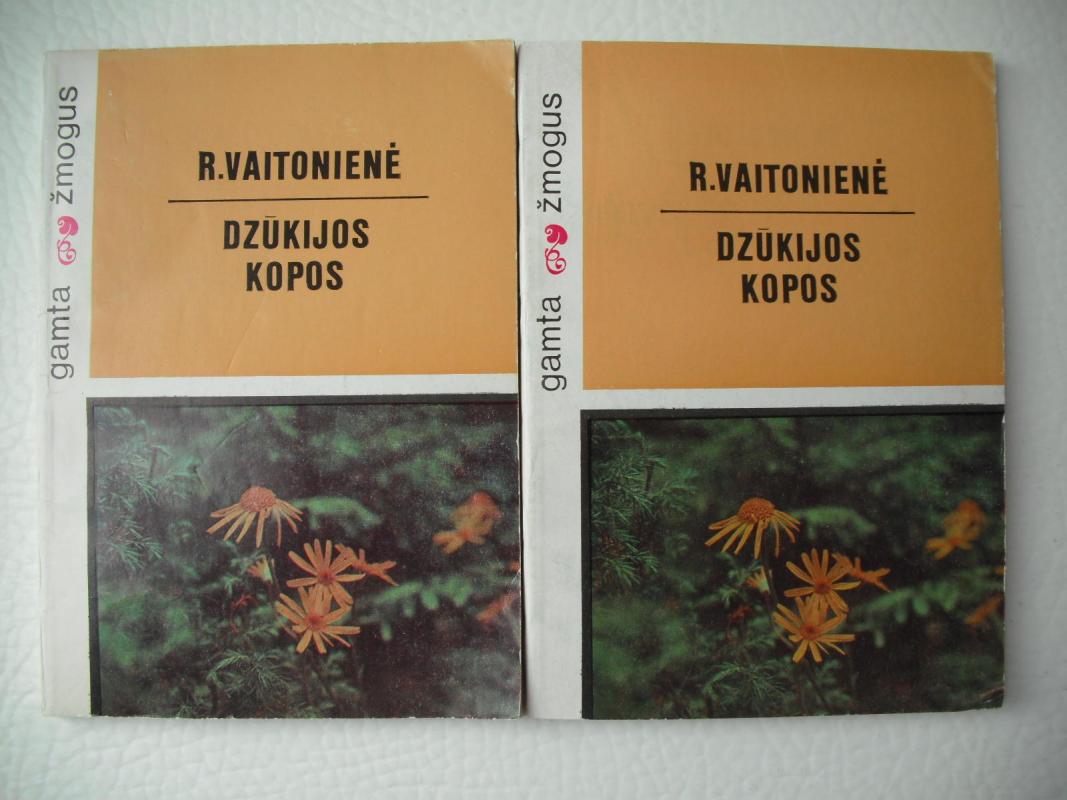 gamta žmogus
R.VAITONIENĖ
DZŪKIJOS
KOPOS
gamta žmogus
R.VAITONIENĖ
DZŪKIJOS
KOPOS